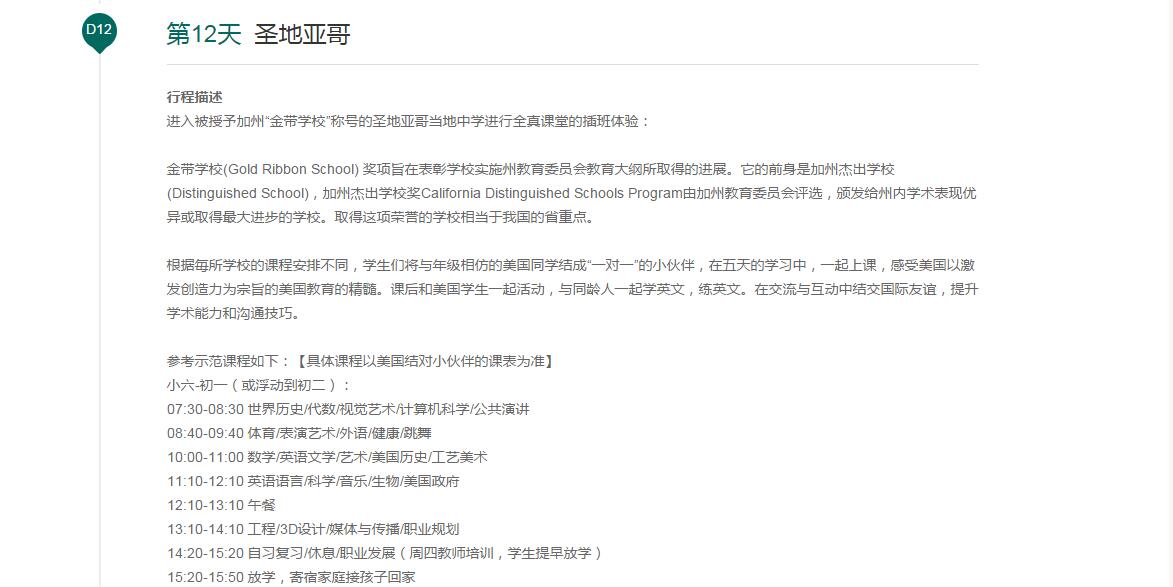 D12
第12天 圣地亚哥
行程描述
进入被授予加州“金带学校”称号的圣地亚哥当地中学进行全真课堂的插班体验：
金带学校(Gold Ribbon School) 奖项旨在表彰学校实施州教育委员会教育大纲所取得的进展。它的前身是加州杰出学校
(Distinguished School)，加州杰出学校奖California Distinguished Schools Program由加州教育委员会评选，颁发给州内学术表现优
异或取得最大进步的学校。取得这项荣誉的学校相当于我国的省重点。
根据每所学校的课程安排不同，学生们将与年级相仿的美国同学结成“一对一”的小伙伴，在五天的学习中，一起上课，感受美国以激
发创造力为宗旨的美国教育的精髓。课后和美国学生一起活动，与同龄人一起学英文，练英文。在交流与互动中结交国际友谊，提升
学术能力和沟通技巧。
参考示范课程如下：【具体课程以美国结对小伙伴的课表为准】
小六-初一（或浮动到初二）：
07:30-08:30 世界历史/代数/视觉艺术/计算机科学/公共演讲
08:40-09:40 体育/表演艺术/外语/健康/跳舞
10:00-11:00 数学/英语文学/艺术/美国历史/工艺美术
11:10-12:10 英语语言/科学/音乐/生物/美国政府
12:10-13:10 午餐
13:10-14:10 工程/3D设计/媒体与传播/职业规划
14:20-15:20 自习复习/休息/职业发展（周四教师培训，学生提早放学）
15:20-15:50 放学，寄宿家庭接孩子回家